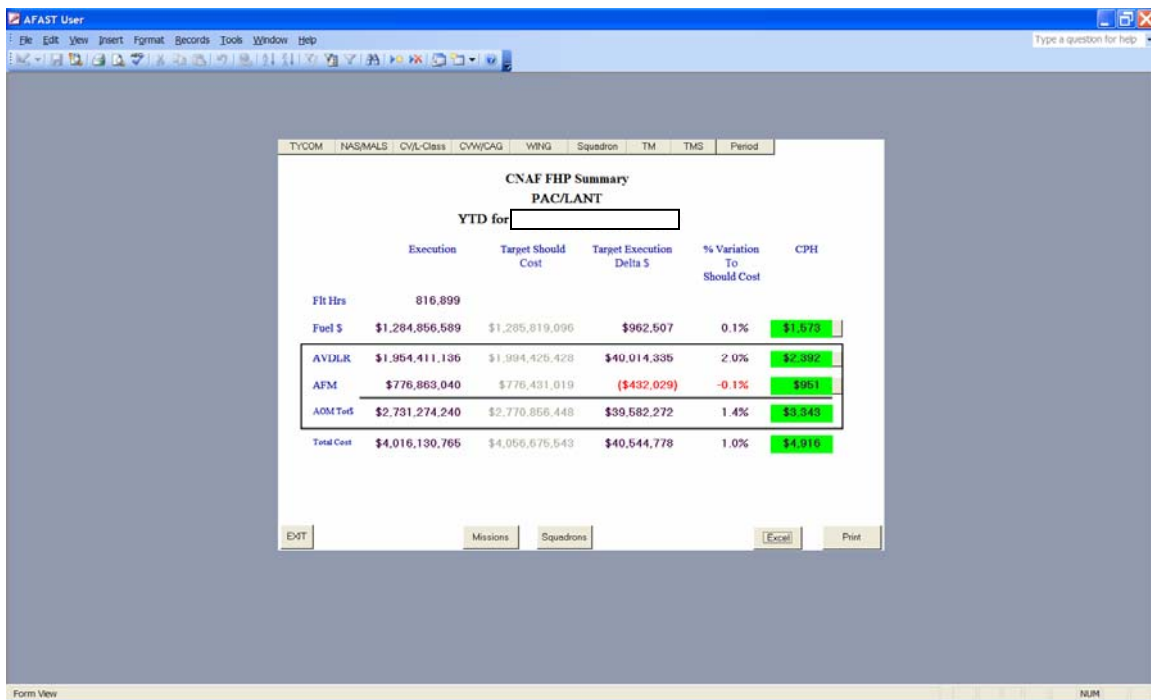 AFAST User
File Edit View Insert Format Records Tools Window Help Type a question for help
TYCOM NAS/MALS CV/L-Class CVW/CAG WING Squadron TM TMS Period
CNAF FHP Summary
PAC/LANT
YTD for
Execution Target Should Cost Target Execution Delta $ % Variation To Should Cost CPH
Flt Hrs 816,899
Fuel $ $1,284,856,589 $1,285,819,096 $962,507 0.1% $1,573
AVDLR $1,954,411,136 $1,994,425,428 $40,014,335 2.0% $2,392
AFM $776,863,040 $776,431,019 ($432,029) -0.1% $951
AOM Tot$ $2,731,274,240 $2,770,856,448 $39,582,272 1.4% $3,343
Total Cost $4,016,130,765 $4,056,675,543 $40,544,778 1.0% $4,916
EXIT Missions Squadrons Excel Print
Form View NUM